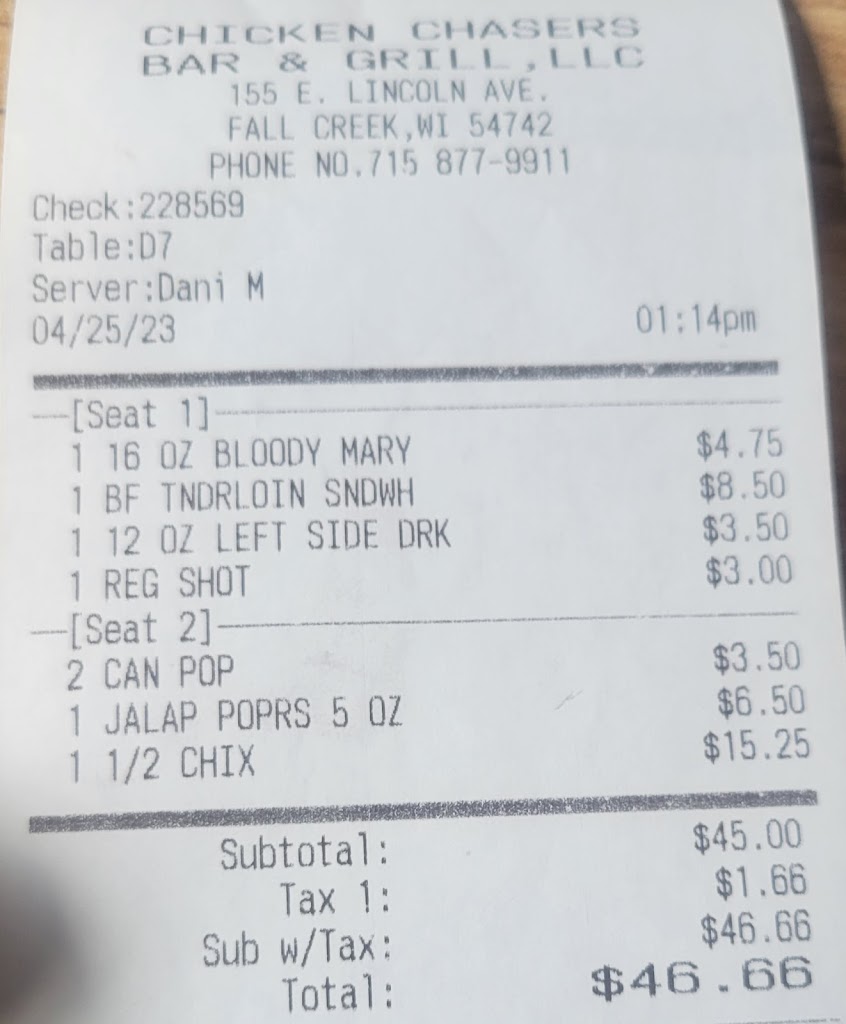 CHICKEN CHASERS
BAR & GRILL,LLC
155 E. LINCOLN AVE.
FALL CREEK,WI 54742
PHONE NO.715 877-9911
Check:228569
Table:D7
Server:Dani M
04/25/23 01:14pm
[Seat 1]
1 16 OZ BLOODY MARY $4.75
1 BF TNDRLOIN SNDWH $8.50
1 12 OZ LEFT SIDE DRK $3.50
1 REG SHOT $3.00
[Seat 2]
2 CAN POP $3.50
1 JALAP POPRS 5 OZ $6.50
1 1/2 CHIX $15.25
Subtotal: $45.00
Tax 1: $1.66
Sub w/Tax: $46.66
Total: $46.66